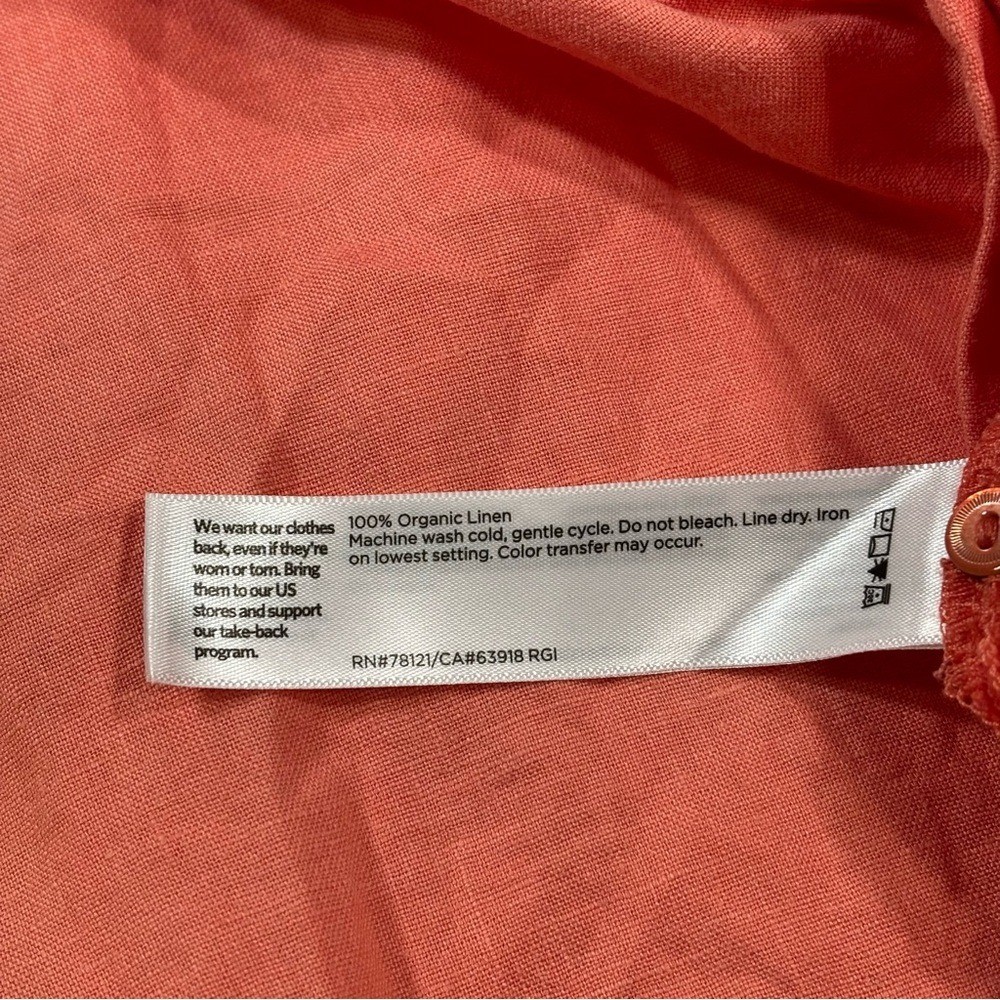 We want our clothes
back, even if they're
worn or torn. Bring
them to our US
stores and support
our take-back
program.
100% Organic Linen
Machine wash cold, gentle cycle. Do not bleach. Line dry. Iron
on lowest setting. Color transfer may occur.
RN#78121/CA#63918 RGI